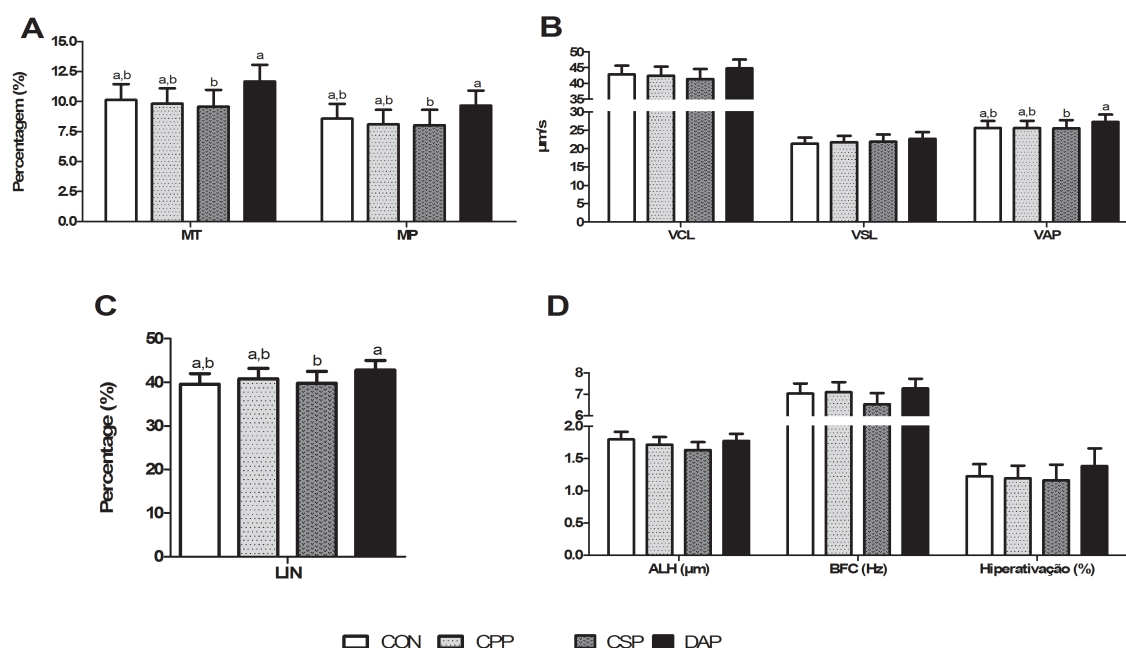 A
Percentagem (%)
15.0
12.5
10.0
7.5
5.0
2.5
0.0
a,b a,b b a
a,b a,b b a
MT MP
B
µm/s
50
45
40
35
30
25
20
15
10
5
0
a,b a,b b a
VCL VSL VAP
C
Percentage (%)
50
40
30
20
10
0
a,b a,b b a
LIN
D
8
7
6
2.0
1.5
1.0
0.5
0.0
ALH (µm) BFC (Hz) Hiperativação (%)
CON CPP CSP DAP